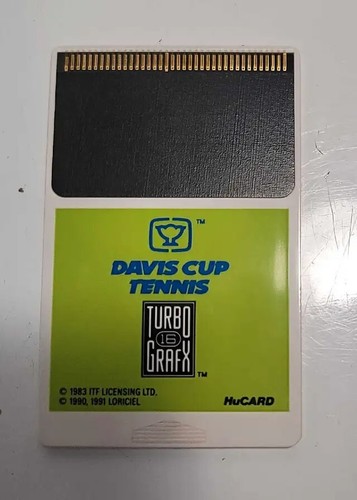 ™
DAVIS CUP
TENNIS
TURBO
16
GRAFX
™
© 1983 ITF LICENSING LTD.
© 1990, 1991 LORICIEL
HuCARD